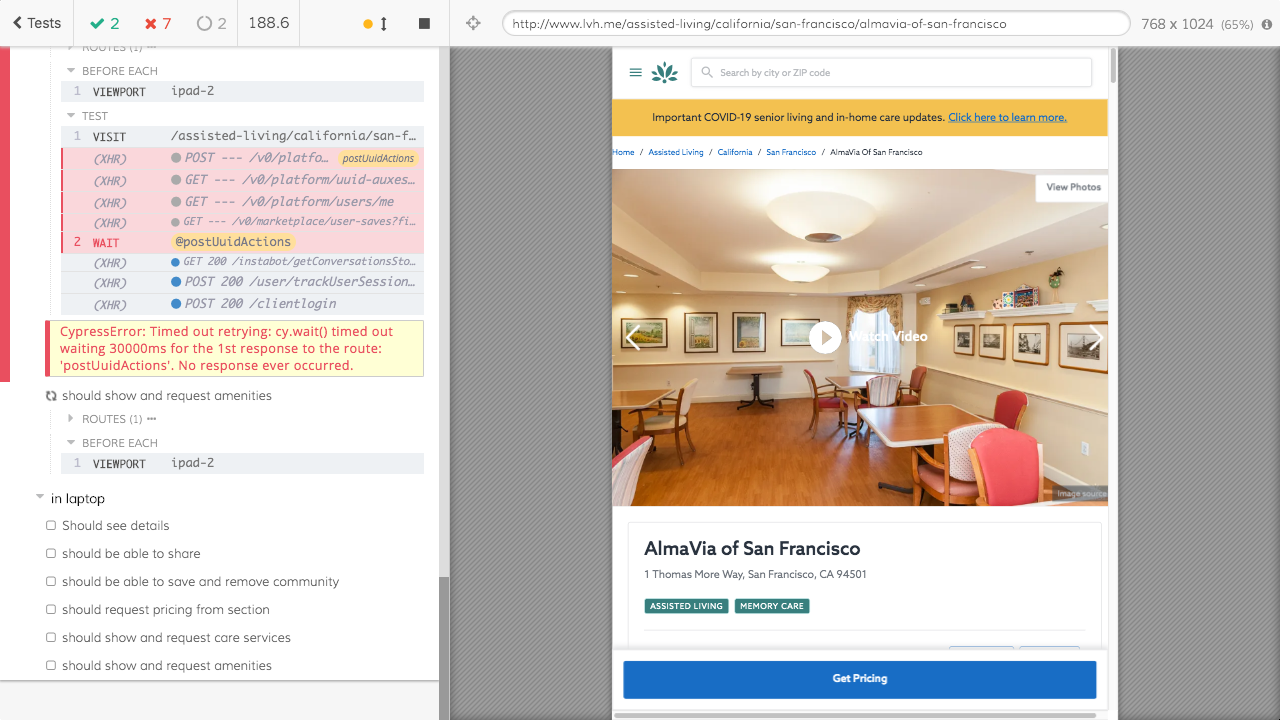 Tests
2
7
2
188.6
http://www.lvh.me/assisted-living/california/san-francisco/almavia-of-san-francisco
768 x 1024 (65%)
ROUTES (1)
BEFORE EACH
1 VIEWPORT ipad-2
TEST
1 VISIT /assisted-living/california/san-f...
(XHR) POST --- /v0/platfo... postUuidActions
(XHR) GET --- /v0/platform/uuid-auxes...
(XHR) GET --- /v0/platform/users/me
(XHR) GET --- /v0/marketplace/user-saves?fi...
2 WAIT @postUuidActions
(XHR) GET 200 /instabot/getConversationsSto...
(XHR) POST 200 /user/trackUserSession...
(XHR) POST 200 /clientlogin
CypressError: Timed out retrying: cy.wait() timed out
waiting 30000ms for the 1st response to the route:
'postUuidActions'. No response ever occurred.
should show and request amenities
ROUTES (1)
BEFORE EACH
1 VIEWPORT ipad-2
in laptop
Should see details
should be able to share
should be able to save and remove community
should request pricing from section
should show and request care services
should show and request amenities
Search by city or ZIP code
Important COVID-19 senior living and in-home care updates. Click here to learn more.
Home / Assisted Living / California / San Francisco / AlmaVia Of San Francisco
View Photos
Watch Video
Image source
AlmaVia of San Francisco
1 Thomas More Way, San Francisco, CA 94501
ASSISTED LIVING MEMORY CARE
Get Pricing